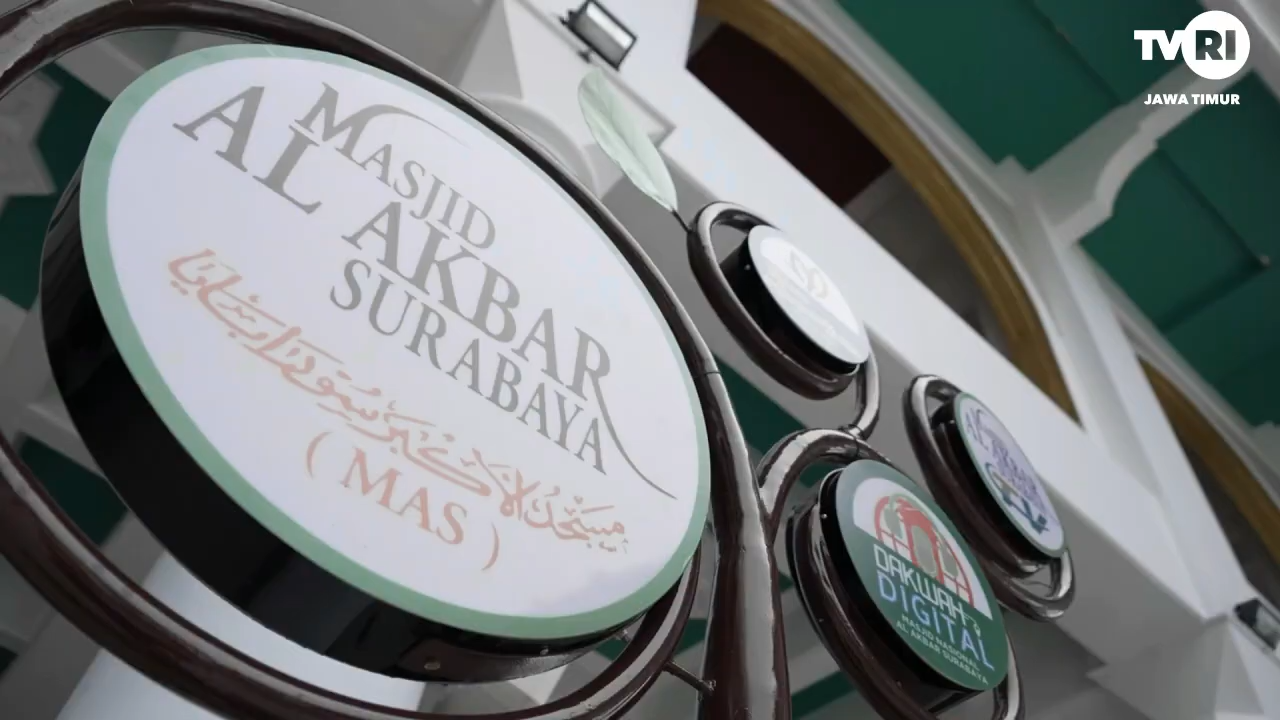 MASJID
AL AKBAR
SURABAYA
مسجد الأكبر سورابايا
( MAS )
AL AKBAR
DAKWAH
DIGITAL
MASJID NASIONAL
AL AKBAR SURABAYA
TVRI
JAWA TIMUR